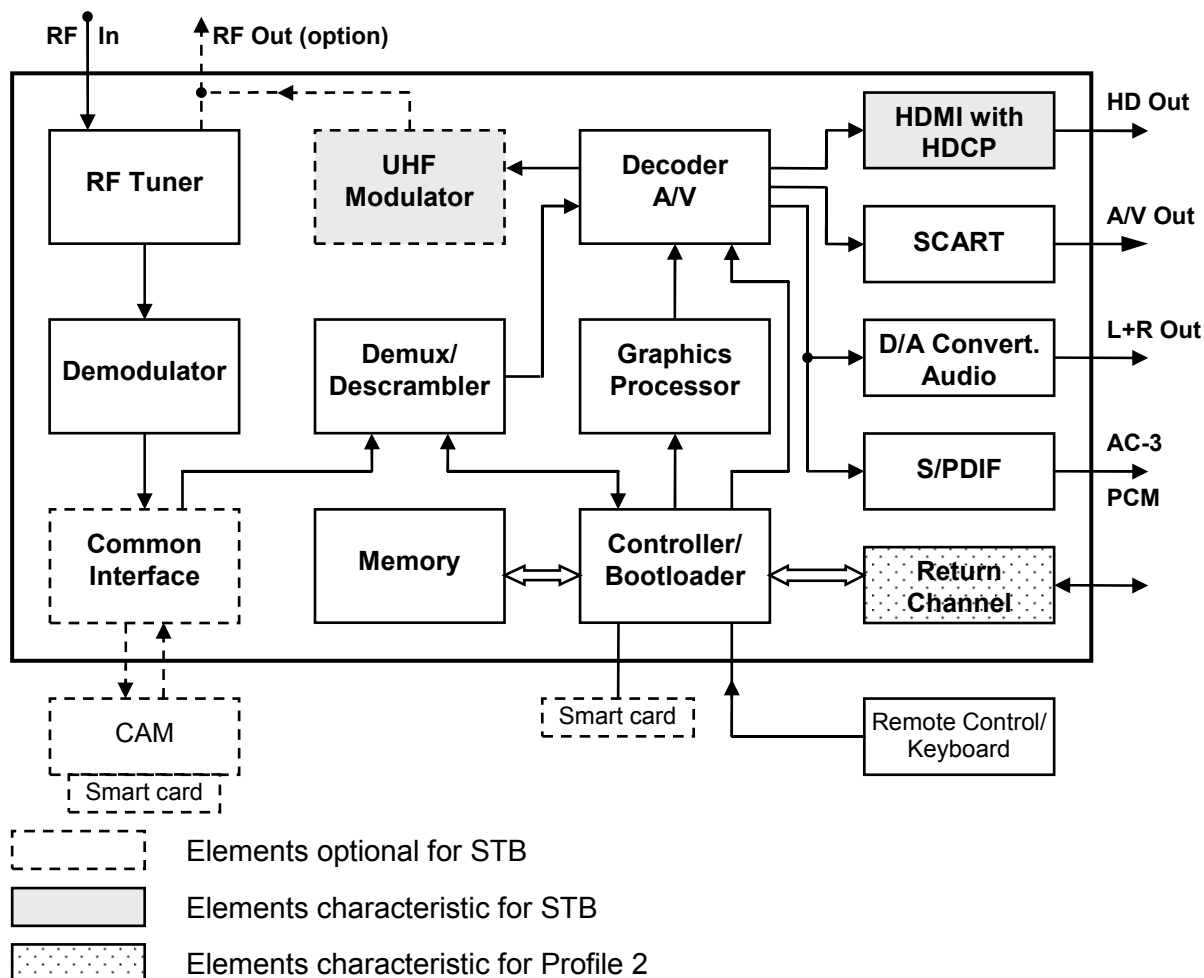 RF In
RF Out (option)
HD Out
RF Tuner
UHF
Modulator
Decoder
A/V
HDMI with
HDCP
A/V Out
SCART
Demodulator
Demux/
Descrambler
Graphics
Processor
D/A Convert.
Audio
L+R Out
S/PDIF
AC-3
PCM
Common
Interface
Memory
Controller/
Bootloader
Return
Channel
CAM
Smart card
Smart card
Remote Control/
Keyboard
Elements optional for STB
Elements characteristic for STB
Elements characteristic for Profile 2